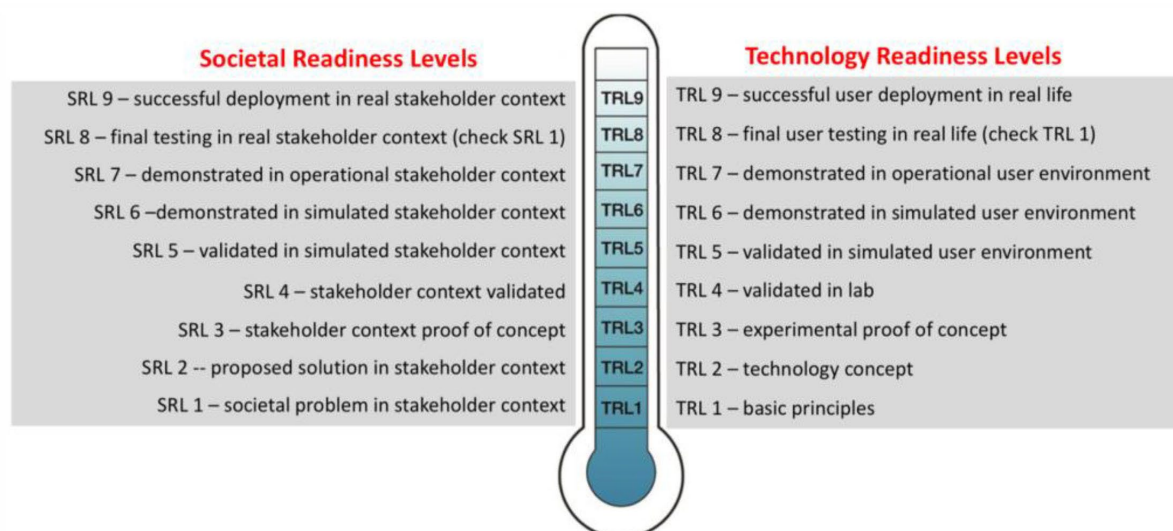 Societal Readiness Levels
SRL 9 – successful deployment in real stakeholder context
SRL 8 – final testing in real stakeholder context (check SRL 1)
SRL 7 – demonstrated in operational stakeholder context
SRL 6 –demonstrated in simulated stakeholder context
SRL 5 – validated in simulated stakeholder context
SRL 4 – stakeholder context validated
SRL 3 – stakeholder context proof of concept
SRL 2 -- proposed solution in stakeholder context
SRL 1 – societal problem in stakeholder context
TRL9
TRL8
TRL7
TRL6
TRL5
TRL4
TRL3
TRL2
TRL1
Technology Readiness Levels
TRL 9 – successful user deployment in real life
TRL 8 – final user testing in real life (check TRL 1)
TRL 7 – demonstrated in operational user environment
TRL 6 – demonstrated in simulated user environment
TRL 5 – validated in simulated user environment
TRL 4 – validated in lab
TRL 3 – experimental proof of concept
TRL 2 – technology concept
TRL 1 – basic principles